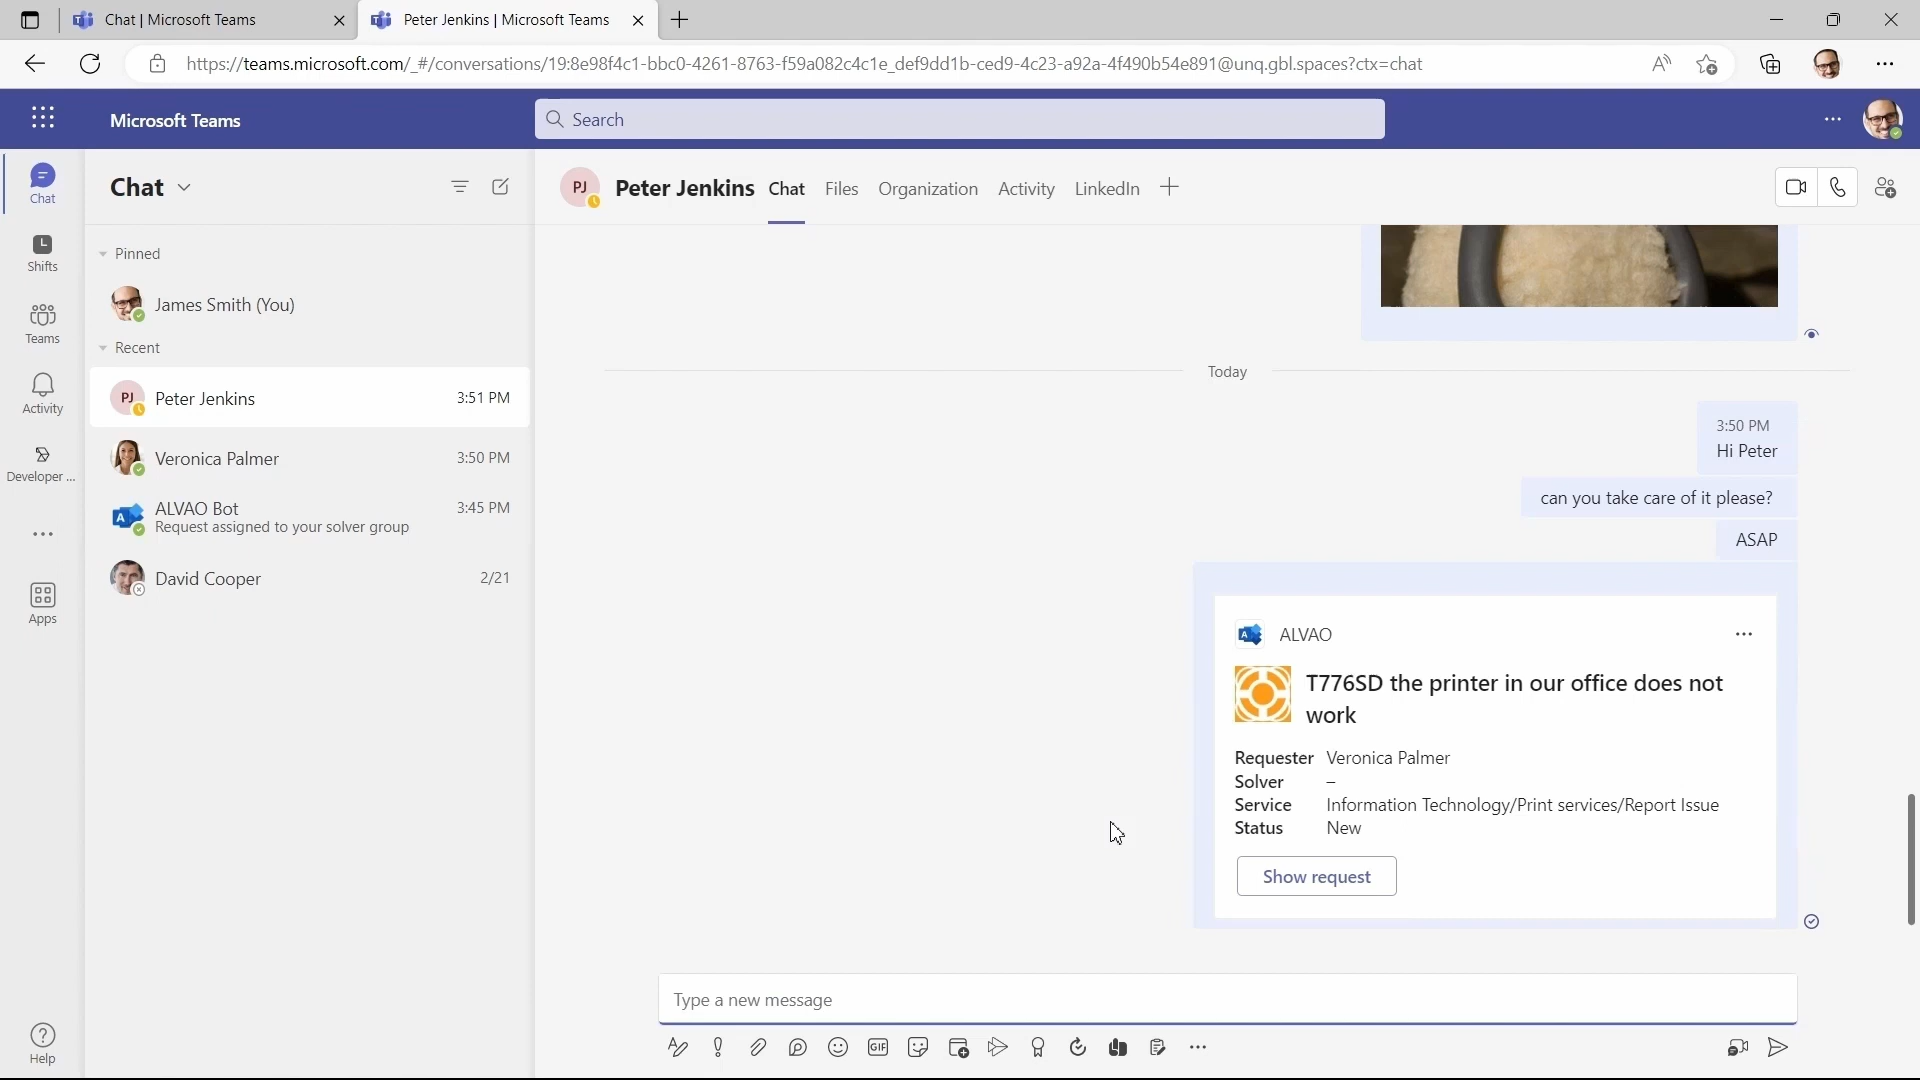 Chat | Microsoft Teams
Peter Jenkins | Microsoft Teams
https://teams.microsoft.com/_#/conversations/19:8e98f4c1-bbc0-4261-8763-f59a082c4c1e_def9dd1b-ced9-4c23-a92a-4f490b54e891@unq.gbl.spaces?ctx=chat
Microsoft Teams
Search
Chat
Shifts
Teams
Activity
Developer ...
Apps
Help
Chat
Pinned
James Smith (You)
Recent
PJ Peter Jenkins 3:51 PM
Veronica Palmer 3:50 PM
ALVAO Bot 3:45 PM
Request assigned to your solver group
David Cooper 2/21
PJ Peter Jenkins Chat Files Organization Activity LinkedIn
Today
3:50 PM
Hi Peter
can you take care of it please?
ASAP
A ALVAO
T776SD the printer in our office does not
work
Requester Veronica Palmer
Solver –
Service Information Technology/Print services/Report Issue
Status New
Show request
Type a new message
GIF